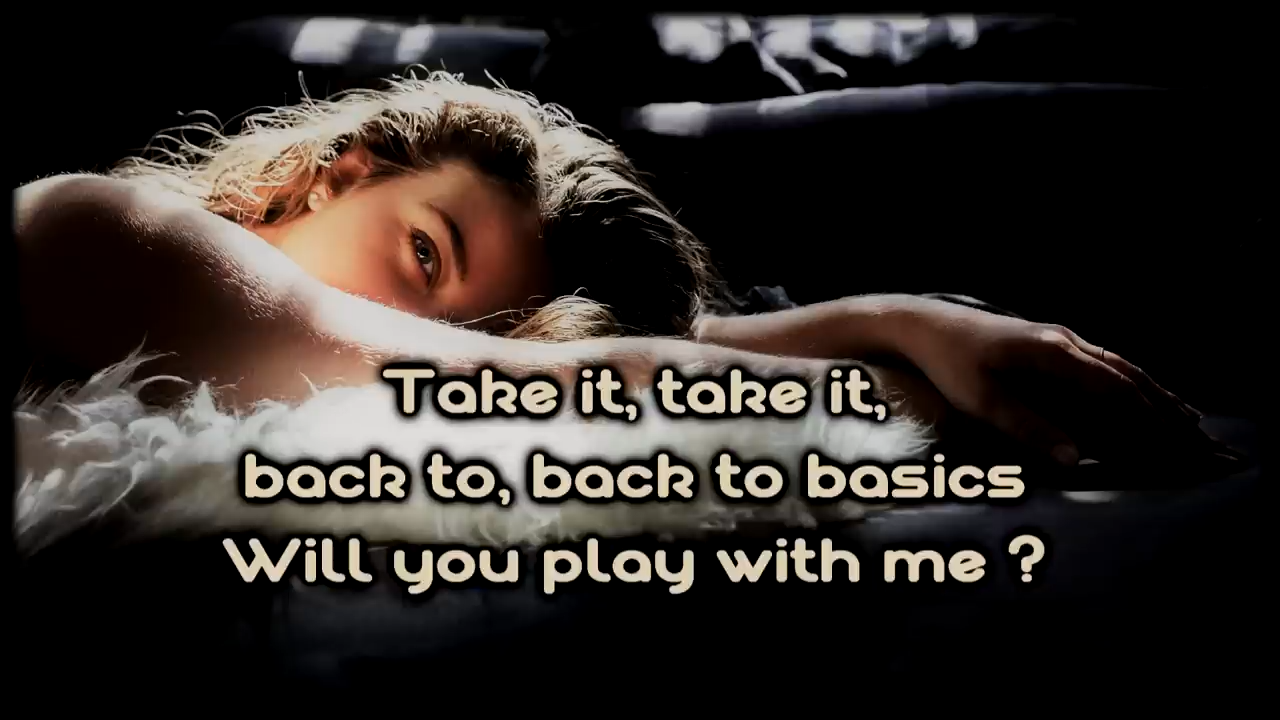 Take it, take it,
back to, back to basics
Will you play with me ?